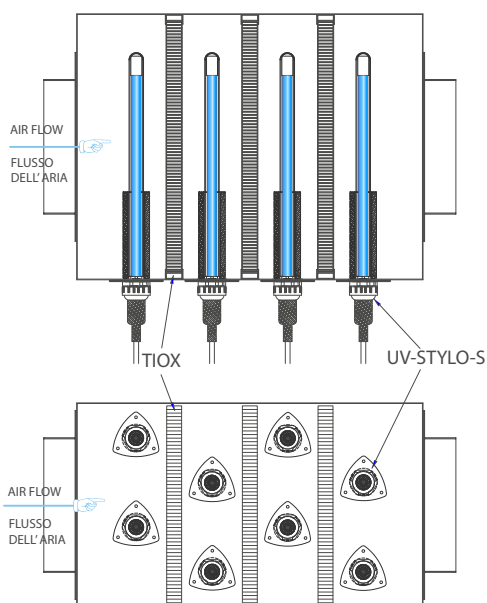 AIR FLOW
FLUSSO
DELL' ARIA
TIOX
UV-STYLO-S
AIR FLOW
FLUSSO
DELL' ARIA